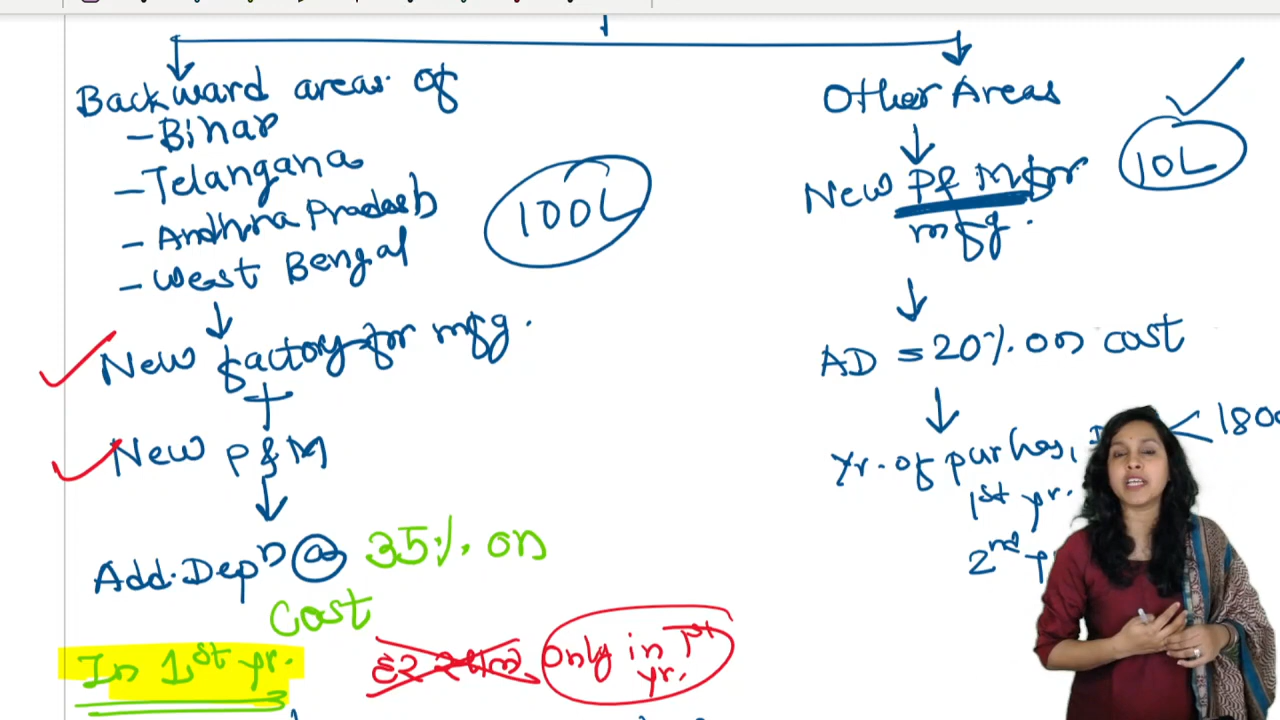 Backward areas of
- Bihar
- Telangana
- Andhra Pradesh
- West Bengal
100L
New factory for mfg.
+
New P&M
Add. Depn @ 35% on
cost
In 1st yr.
Only in 1st
yr.
Other Areas
New P& M for
mfg.
10L
AD = 20% on cost
Yr. of purchas,
< 180
1st yr.
2nd